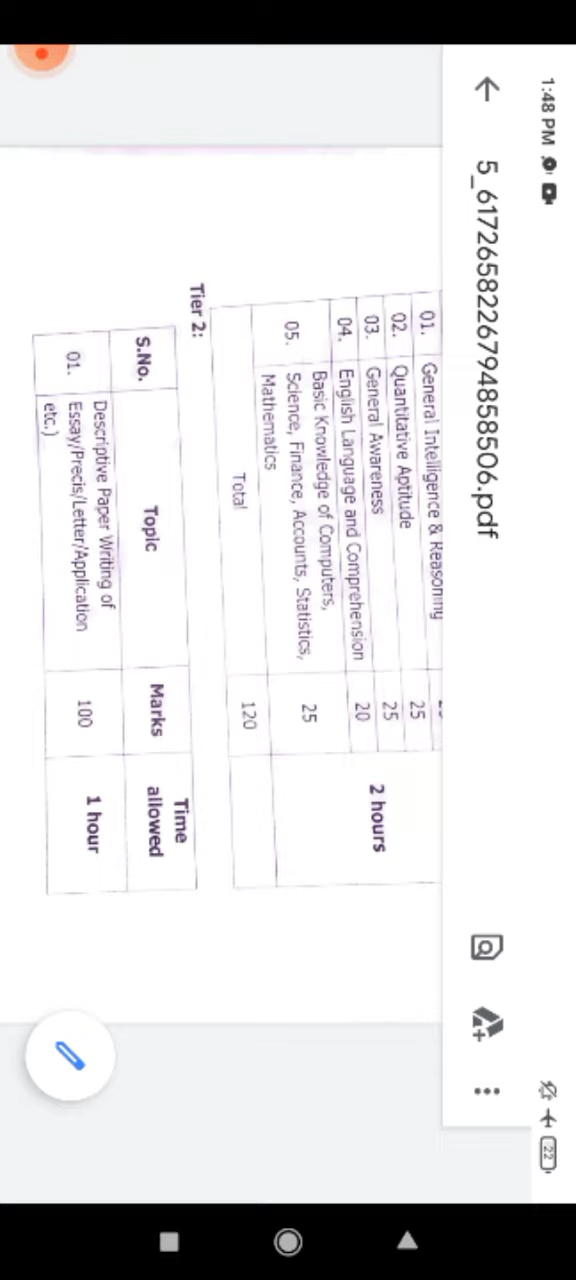 1:48 PM
22
5_6172658226794858506.pdf
01. General Intelligence & Reasoning
02. Quantitative Aptitude 25
03. General Awareness 25
2 hours
04. English Language and Comprehension 20
05. Basic Knowledge of Computers,
Science, Finance, Accounts, Statistics, 25
Mathematics
Total 120
Tier 2:
S.No. Topic Marks Time
allowed
01. Descriptive Paper Writing of
Essay/Precis/Letter/Application 100 1 hour
etc.)